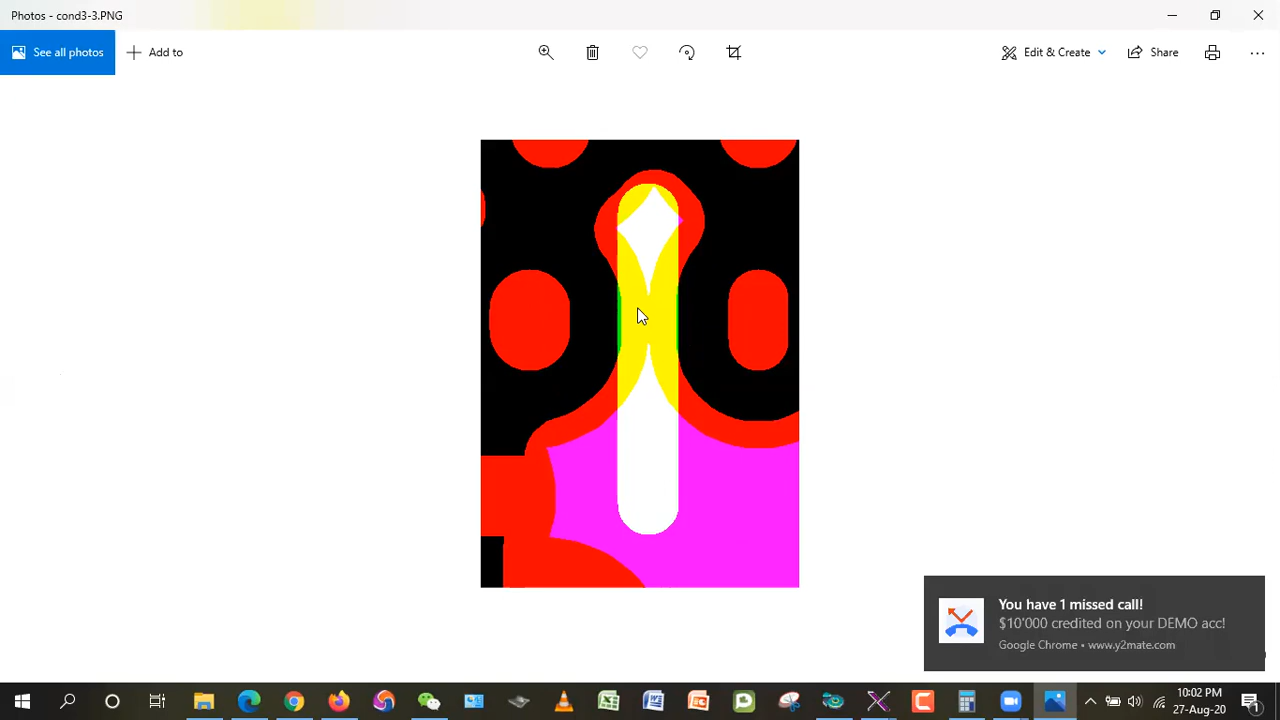 Photos - cond3-3.PNG
See all photos
Add to
Edit & Create
Share
You have 1 missed call!
$10'000 credited on your DEMO acc!
Google Chrome • www.y2mate.com
10:02 PM
27-Aug-20
1